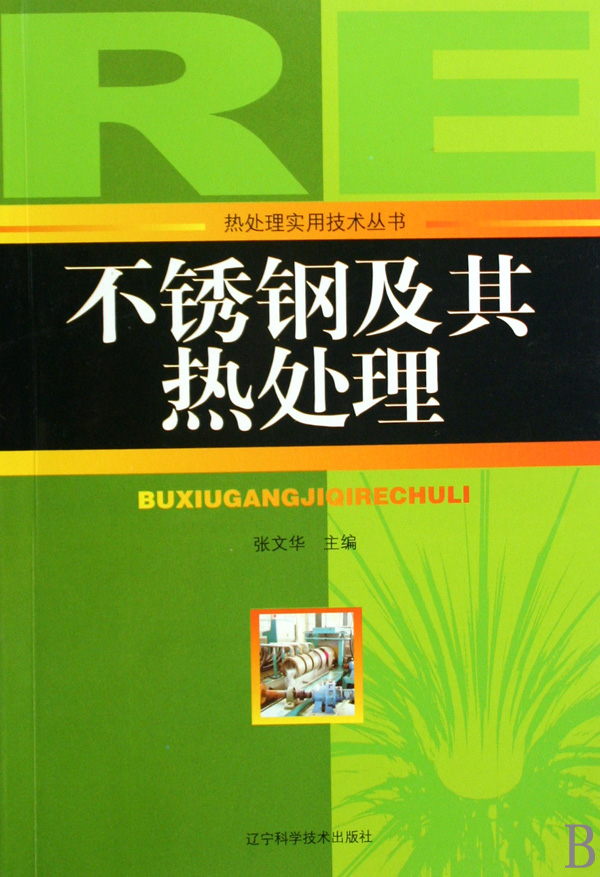 RE
热处理实用技术丛书
不锈钢及其
热处理
BUXIUGANGJIQIRECHULI
张文华 主编
辽宁科学技术出版社
B